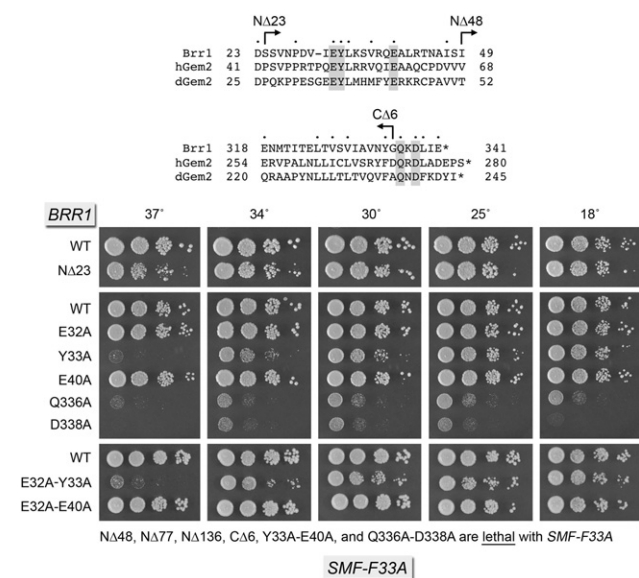 NΔ23 NΔ48
Brr1 23 DSSVNPDV-IEYLKSVRQEALRTNAISI 49
hGem2 41 DPSVPPRTPQEYLRRVQIEAAQCPDVVV 68
dGem2 25 DPQKPPESGEEYLMHMFYERKRCPAVVT 52
CΔ6
Brr1 318 ENMTITELTVSVIAVNYGQKDLIE* 341
hGem2 254 ERVPALNLLICLVSRYFDQRDLADEPS* 280
dGem2 220 QRAAPYNLLLTLTVQVFAQNDFKDYI* 245
BRR1 37° 34° 30° 25° 18°
WT
NΔ23
WT
E32A
Y33A
E40A
Q336A
D338A
WT
E32A-Y33A
E32A-E40A
NΔ48, NΔ77, NΔ136, CΔ6, Y33A-E40A, and Q336A-D338A are lethal with SMF-F33A
SMF-F33A